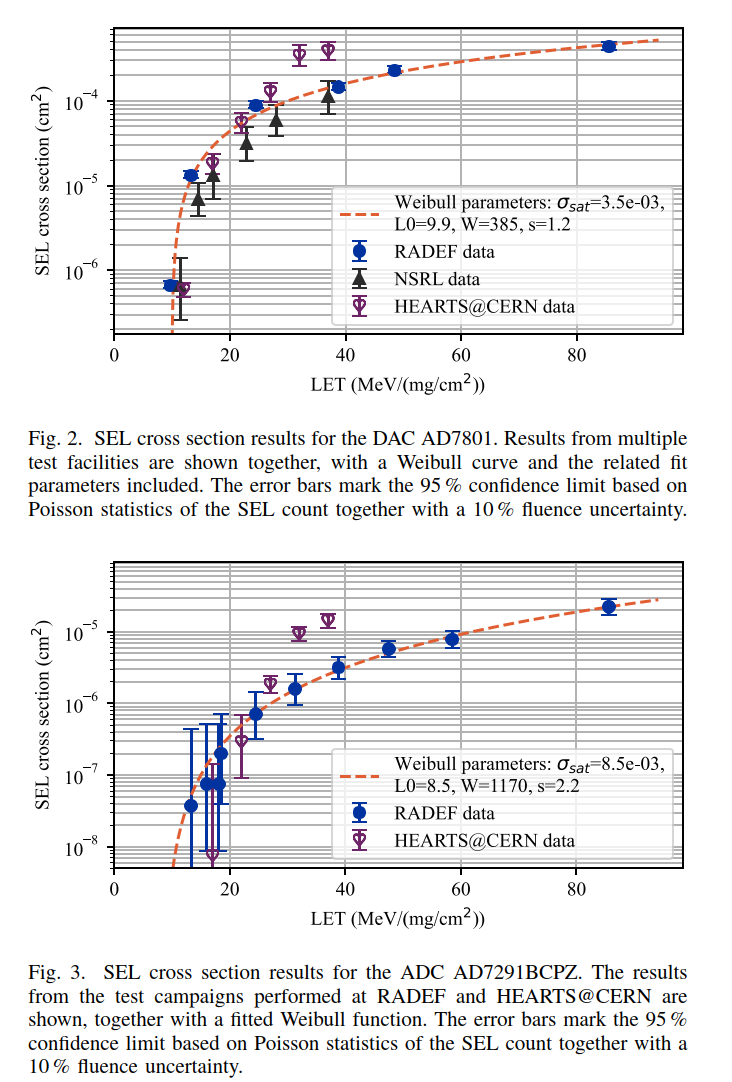 SEL cross section (cm²)
10⁻⁴
10⁻⁵
10⁻⁶
Weibull parameters: σsat=3.5e-03,
L0=9.9, W=385, s=1.2
RADEF data
NSRL data
HEARTS@CERN data
0 20 40 60 80
LET (MeV/(mg/cm²))
Fig. 2. SEL cross section results for the DAC AD7801. Results from multiple
test facilities are shown together, with a Weibull curve and the related fit
parameters included. The error bars mark the 95 % confidence limit based on
Poisson statistics of the SEL count together with a 10 % fluence uncertainty.
SEL cross section (cm²)
10⁻⁵
10⁻⁶
10⁻⁷
10⁻⁸
Weibull parameters: σsat=8.5e-03,
L0=8.5, W=1170, s=2.2
RADEF data
HEARTS@CERN data
0 20 40 60 80
LET (MeV/(mg/cm²))
Fig. 3. SEL cross section results for the ADC AD7291BCPZ. The results
from the test campaigns performed at RADEF and HEARTS@CERN are
shown, together with a fitted Weibull function. The error bars mark the 95 %
confidence limit based on Poisson statistics of the SEL count together with a
10 % fluence uncertainty.